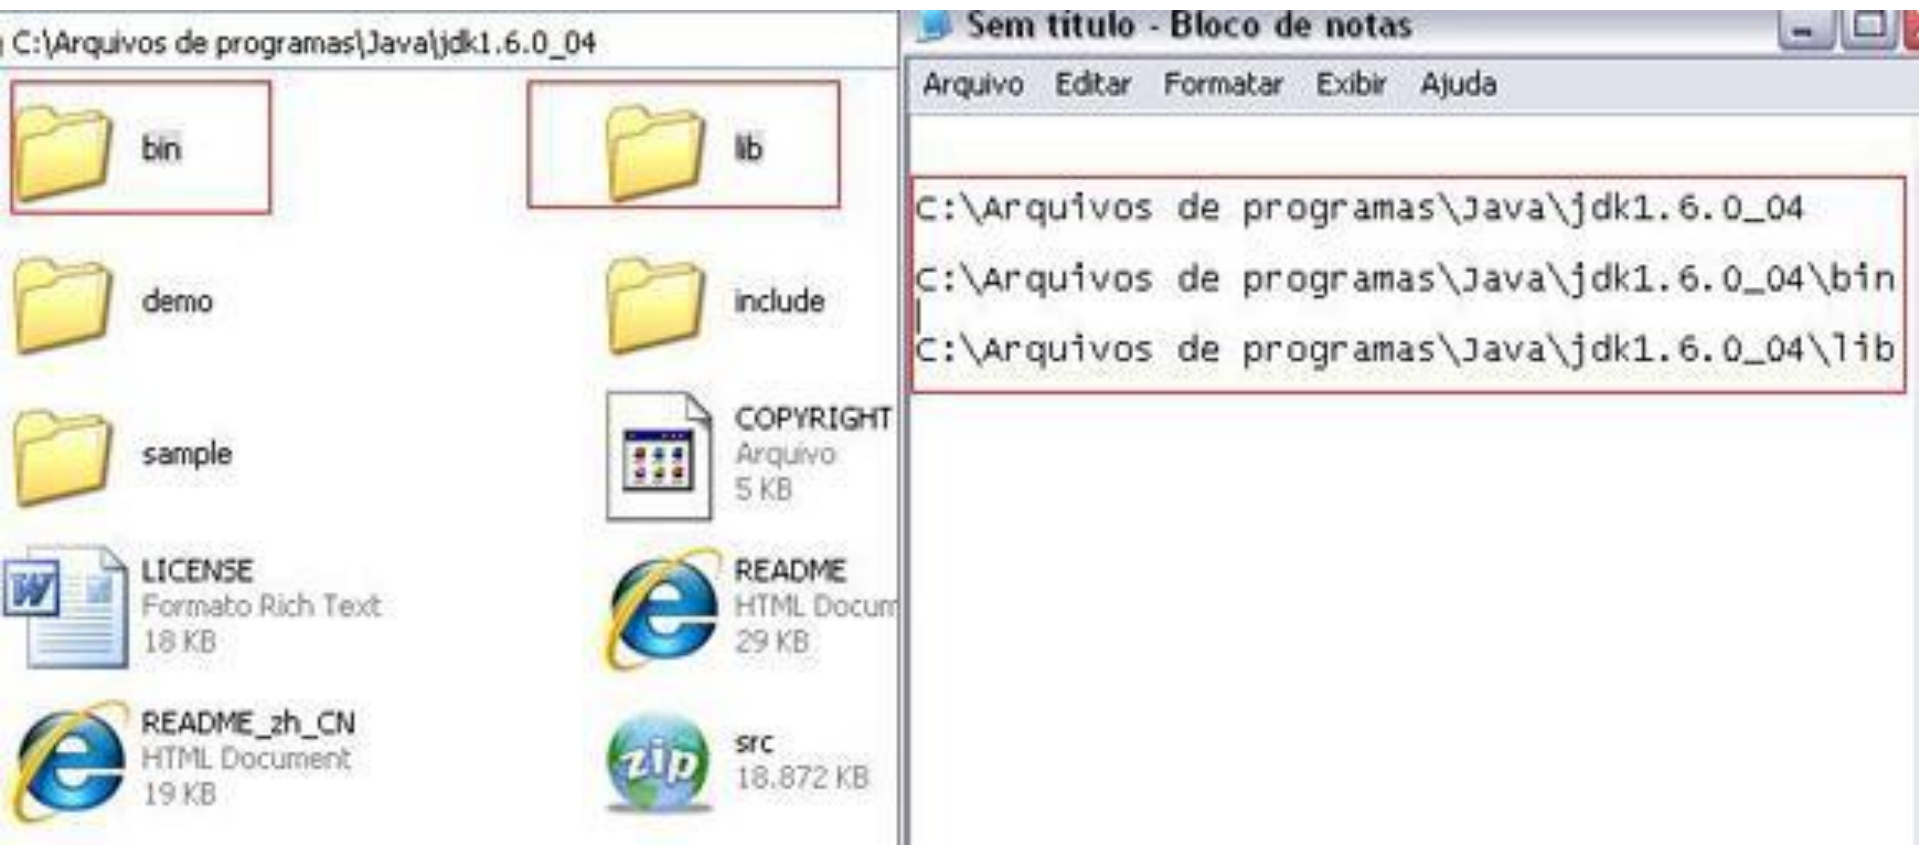 C:\Arquivos de programas\Java\jdk1.6.0_04
bin
lib
demo
include
sample
COPYRIGHT
Arquivo
5 KB
LICENSE
Formato Rich Text
18 KB
README
HTML Docum
29 KB
README_zh_CN
HTML Document
19 KB
zip
src
18.872 KB
Sem título - Bloco de notas
Arquivo Editar Formatar Exibir Ajuda
C:\Arquivos de programas\Java\jdk1.6.0_04
C:\Arquivos de programas\Java\jdk1.6.0_04\bin
C:\Arquivos de programas\Java\jdk1.6.0_04\lib